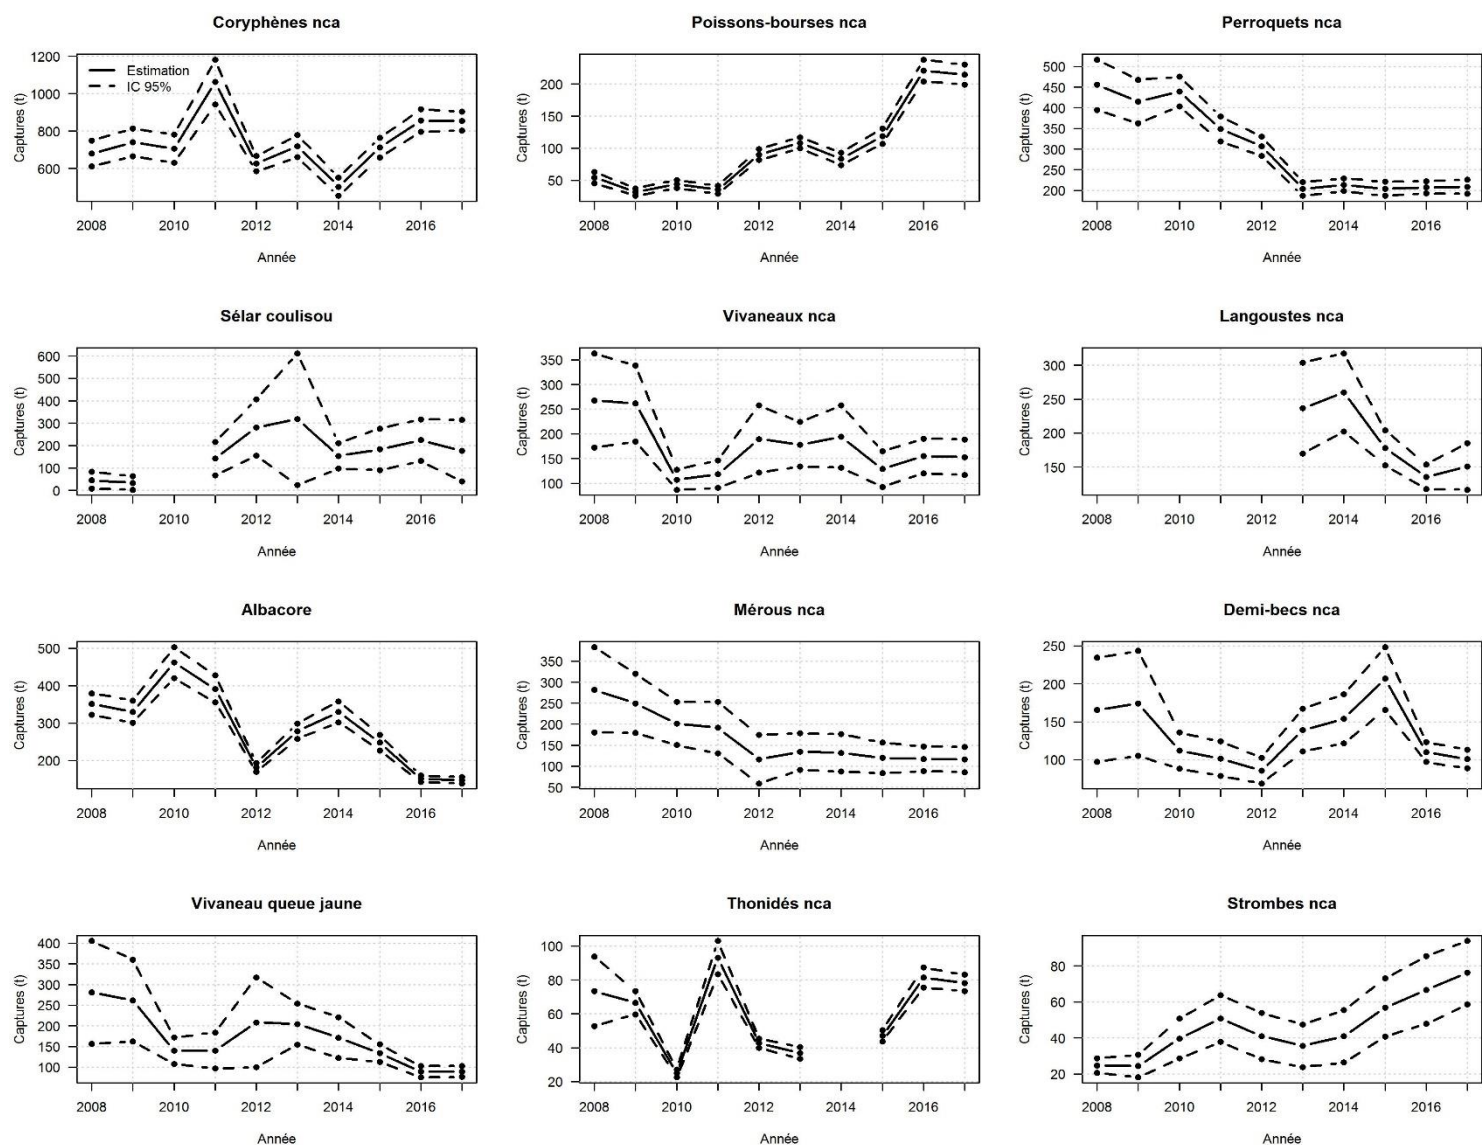 Coryphènes nca
Captures (t)
1200
1000
800
600
Estimation
IC 95%
2008 2010 2012 2014 2016
Année
Poissons-bourses nca
Captures (t)
200
150
100
50
2008 2010 2012 2014 2016
Année
Perroquets nca
Captures (t)
500
450
400
350
300
250
200
2008 2010 2012 2014 2016
Année
Sélar coulisou
Captures (t)
600
500
400
300
200
100
0
2008 2010 2012 2014 2016
Année
Vivaneaux nca
Captures (t)
350
300
250
200
150
100
2008 2010 2012 2014 2016
Année
Langoustes nca
Captures (t)
300
250
200
150
2008 2010 2012 2014 2016
Année
Albacore
Captures (t)
500
400
300
200
2008 2010 2012 2014 2016
Année
Mérous nca
Captures (t)
350
300
250
200
150
100
50
2008 2010 2012 2014 2016
Année
Demi-becs nca
Captures (t)
250
200
150
100
2008 2010 2012 2014 2016
Année
Vivaneau queue jaune
Captures (t)
400
350
300
250
200
150
100
2008 2010 2012 2014 2016
Année
Thonidés nca
Captures (t)
100
80
60
40
20
2008 2010 2012 2014 2016
Année
Strombes nca
Captures (t)
80
60
40
20
2008 2010 2012 2014 2016
Année